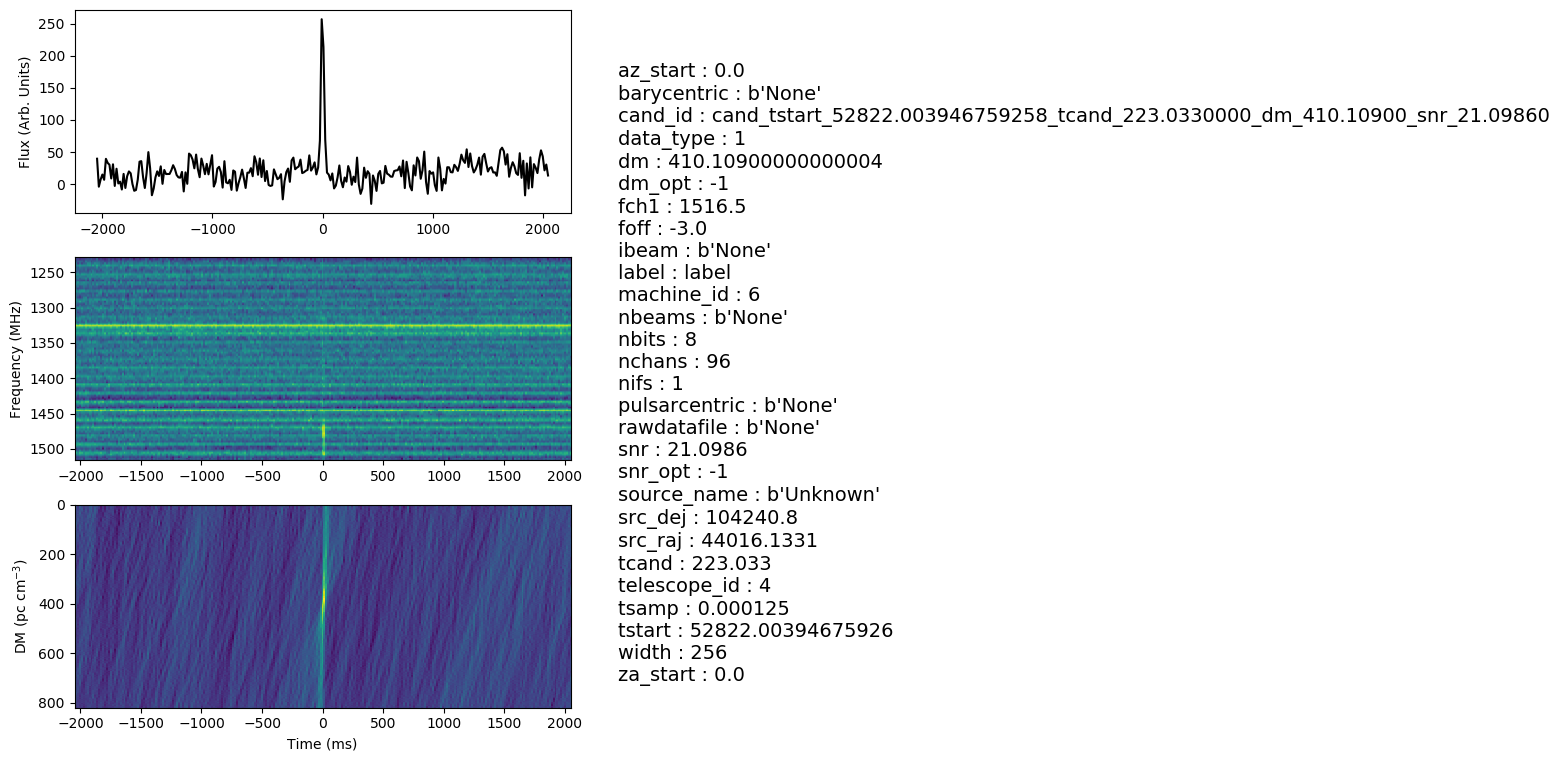 250
200
150
100
50
0
Flux (Arb. Units)
−2000 −1000 0 1000 2000
1250
1300
1350
1400
1450
1500
Frequency (MHz)
−2000 −1500 −1000 −500 0 500 1000 1500 2000
0
200
400
600
800
DM (pc cm⁻³)
−2000 −1500 −1000 −500 0 500 1000 1500 2000
Time (ms)
az_start : 0.0
barycentric : b'None'
cand_id : cand_tstart_52822.003946759258_tcand_223.0330000_dm_410.10900_snr_21.09860
data_type : 1
dm : 410.10900000000004
dm_opt : -1
fch1 : 1516.5
foff : -3.0
ibeam : b'None'
label : label
machine_id : 6
nbeams : b'None'
nbits : 8
nchans : 96
nifs : 1
pulsarcentric : b'None'
rawdatafile : b'None'
snr : 21.0986
snr_opt : -1
source_name : b'Unknown'
src_dej : 104240.8
src_raj : 44016.1331
tcand : 223.033
telescope_id : 4
tsamp : 0.000125
tstart : 52822.00394675926
width : 256
za_start : 0.0